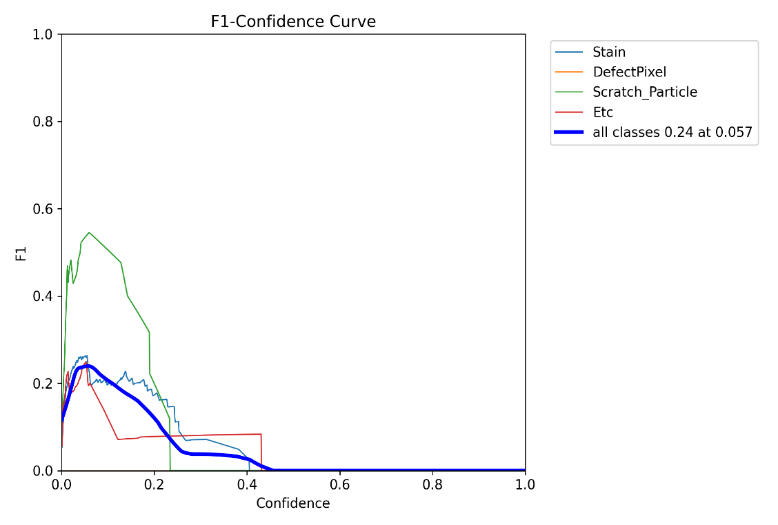 F1-Confidence Curve
1.0
0.8
0.6
0.4
0.2
0.0
F1
0.0 0.2 0.4 0.6 0.8 1.0
Confidence
Stain
DefectPixel
Scratch_Particle
Etc
all classes 0.24 at 0.057